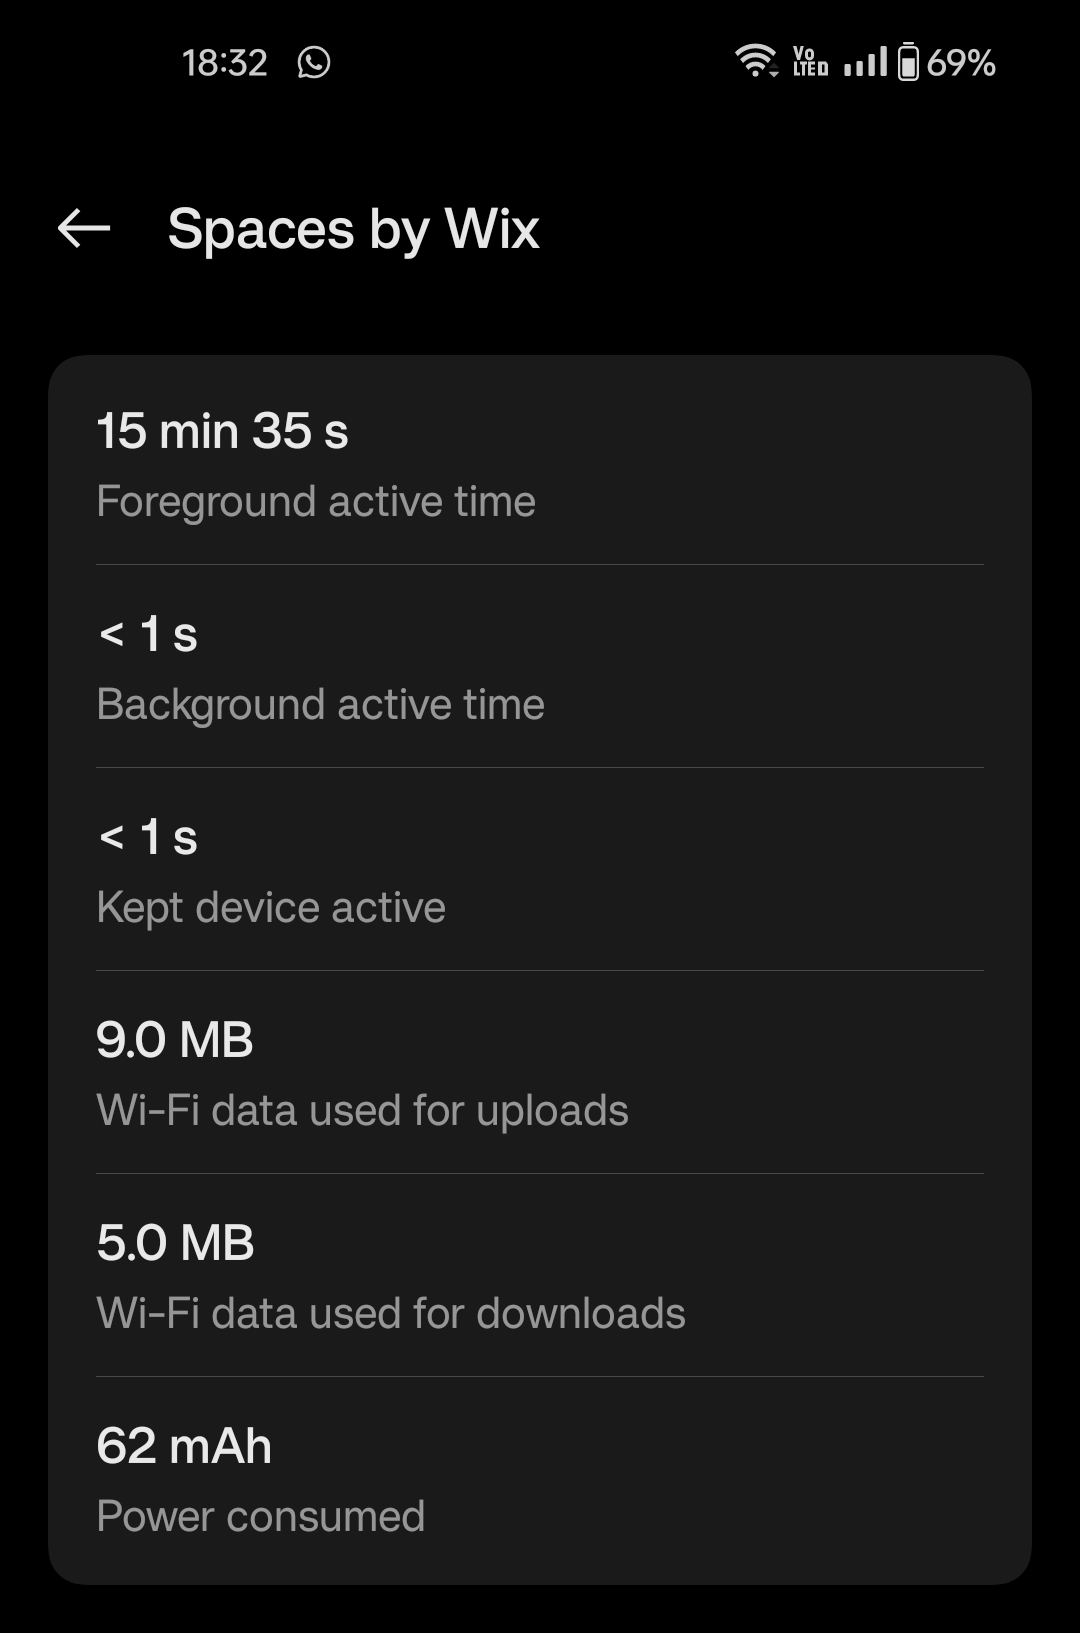 18:32 VoLTED 69%
Spaces by Wix
15 min 35 s
Foreground active time
< 1 s
Background active time
< 1 s
Kept device active
9.0 MB
Wi-Fi data used for uploads
5.0 MB
Wi-Fi data used for downloads
62 mAh
Power consumed